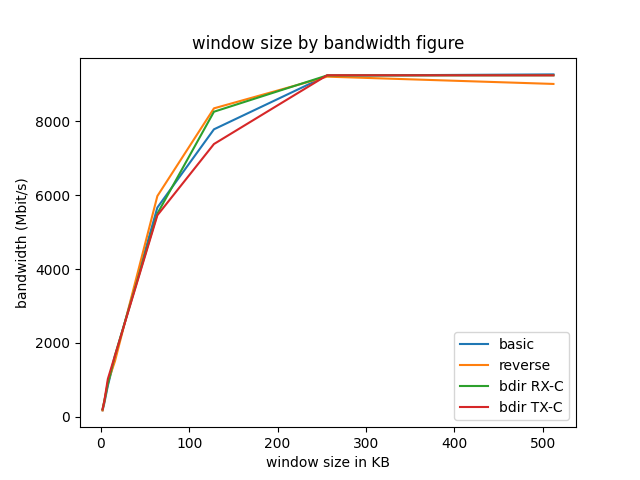 window size by bandwidth figure
bandwidth (Mbit/s)
8000
6000
4000
2000
0
0 100 200 300 400 500
window size in KB
basic
reverse
bdir RX-C
bdir TX-C